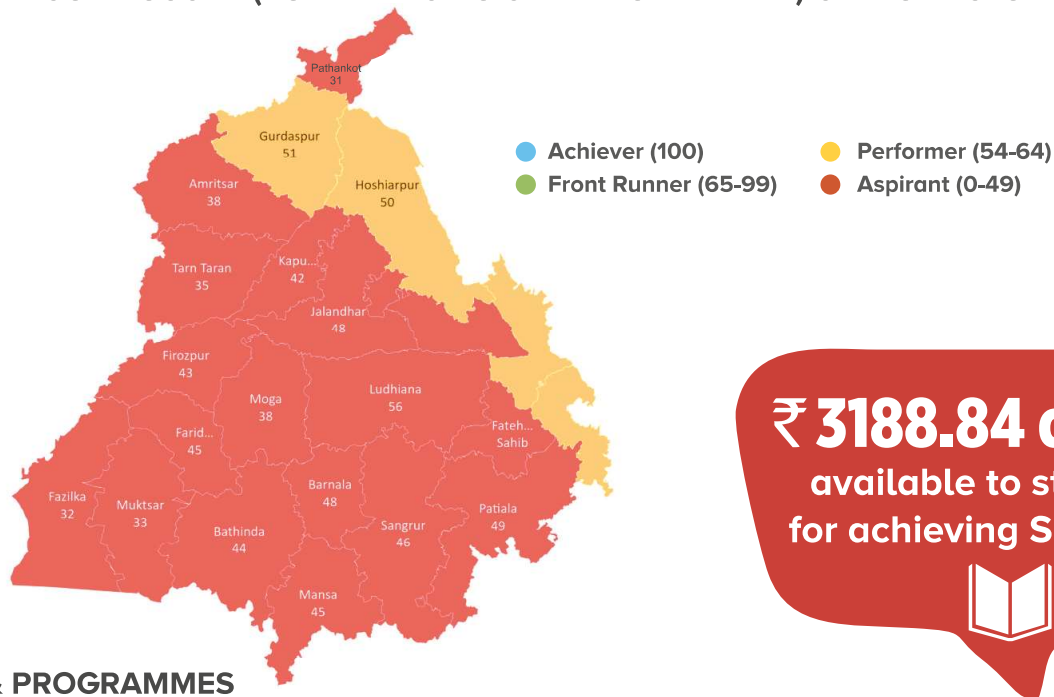 Pathankot
31
Gurdaspur
51
Hoshiarpur
50
Amritsar
38
Tarn Taran
35
Kapu...
42
Jalandhar
48
Firozpur
43
Moga
38
Ludhiana
56
Farid...
45
Fateh...
Sahib
Fazilka
32
Muktsar
33
Bathinda
44
Barnala
48
Sangrur
46
Patiala
49
Mansa
45
Achiever (100)
Performer (54-64)
Front Runner (65-99)
Aspirant (0-49)
₹ 3188.84
available to
for achieving
PROGRAMMES